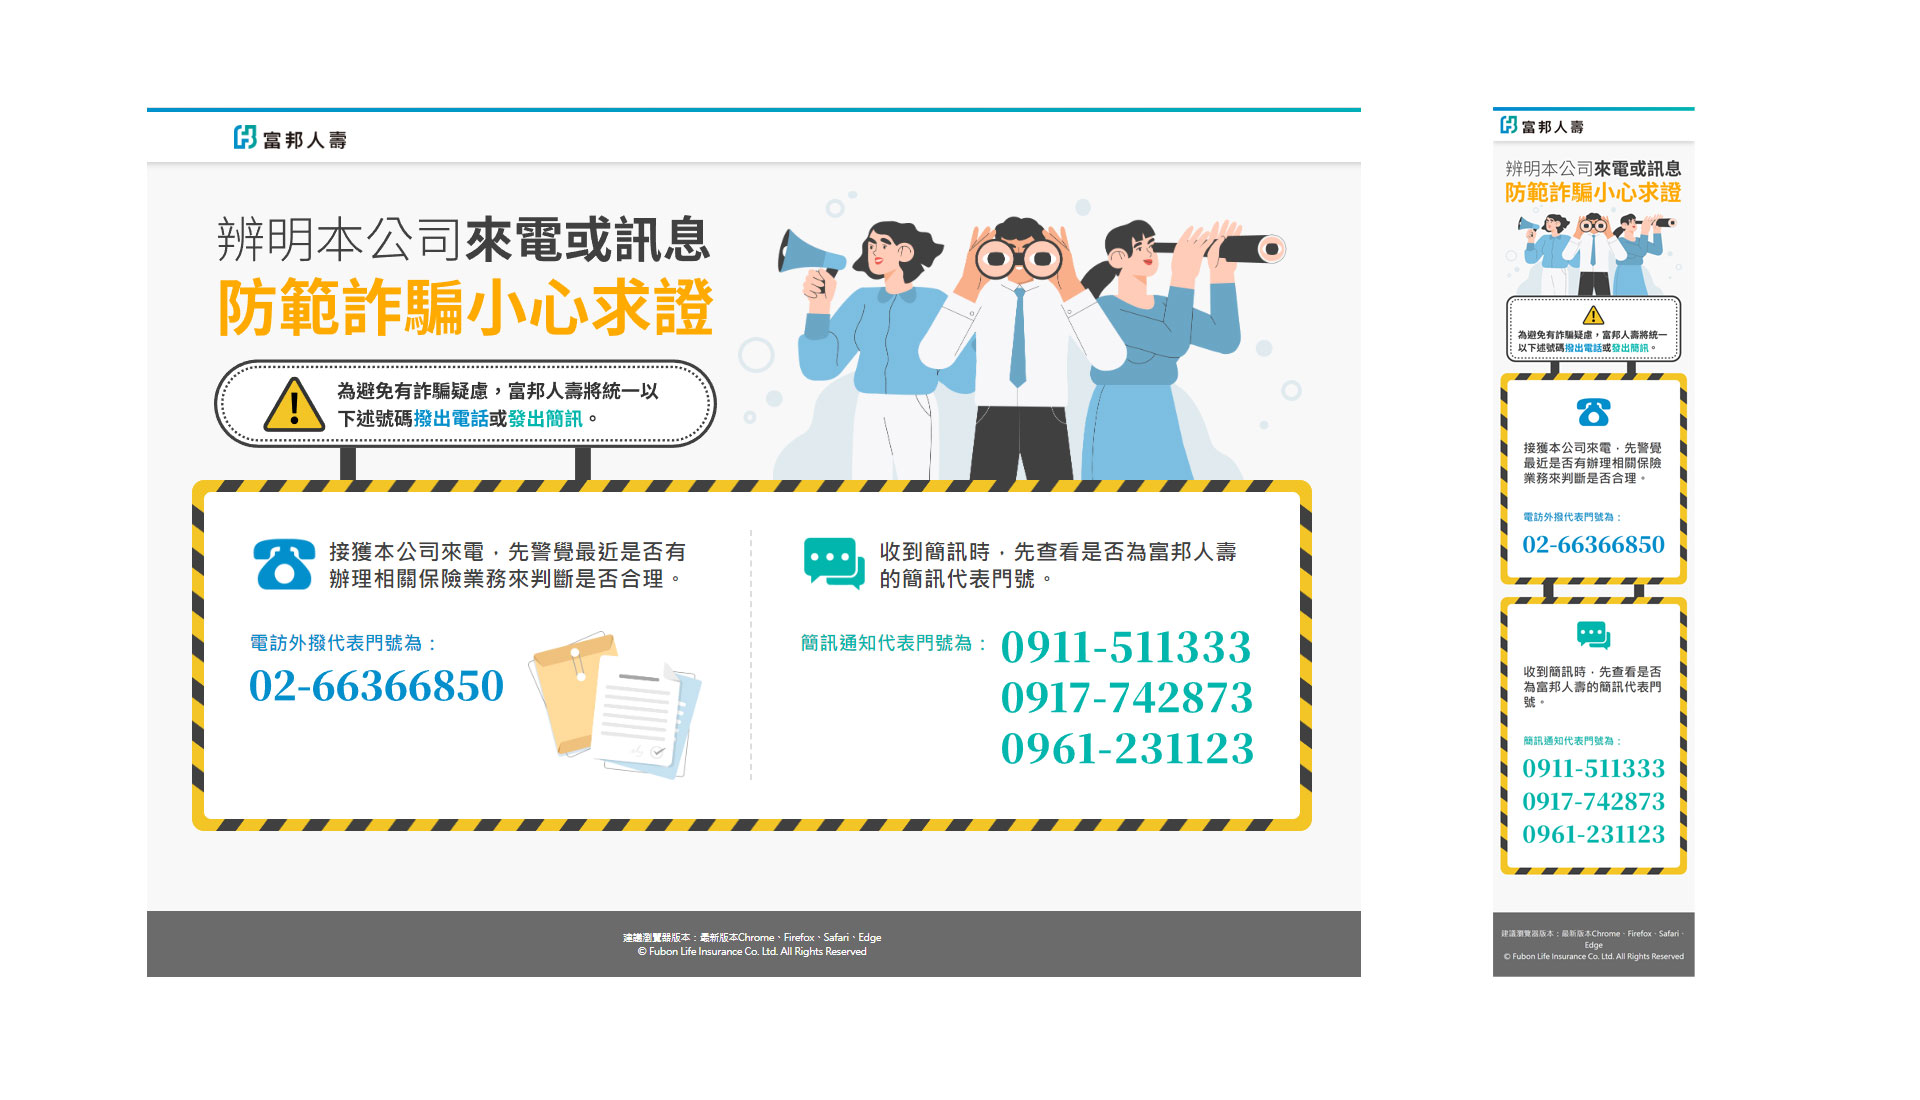 富邦人壽
辨明本公司來電或訊息
防範詐騙小心求證
為避免有詐騙疑慮，富邦人壽將統一以
下述號碼撥出電話或發出簡訊。
接獲本公司來電，先警覺最近是否有
辦理相關保險業務來判斷是否合理。
電訪外撥代表門號為：
02-66366850
收到簡訊時，先查看是否為富邦人壽
的簡訊代表門號。
簡訊通知代表門號為：
0911-511333
0917-742873
0961-231123
建議瀏覽器版本：最新版本Chrome、Firefox、Safari、Edge
© Fubon Life Insurance Co. Ltd. All Rights Reserved
富邦人壽
辨明本公司來電或訊息
防範詐騙小心求證
為避免有詐騙疑慮，富邦人壽將統一
以下述號碼撥出電話或發出簡訊。
接獲本公司來電，先警覺
最近是否有辦理相關保險
業務來判斷是否合理。
電訪外撥代表門號為：
02-66366850
收到簡訊時，先查看是否
為富邦人壽的簡訊代表門
號。
簡訊通知代表門號為：
0911-511333
0917-742873
0961-231123
建議瀏覽器版本：最新版本Chrome、Firefox、Safari、
Edge
© Fubon Life Insurance Co. Ltd. All Rights Reserved